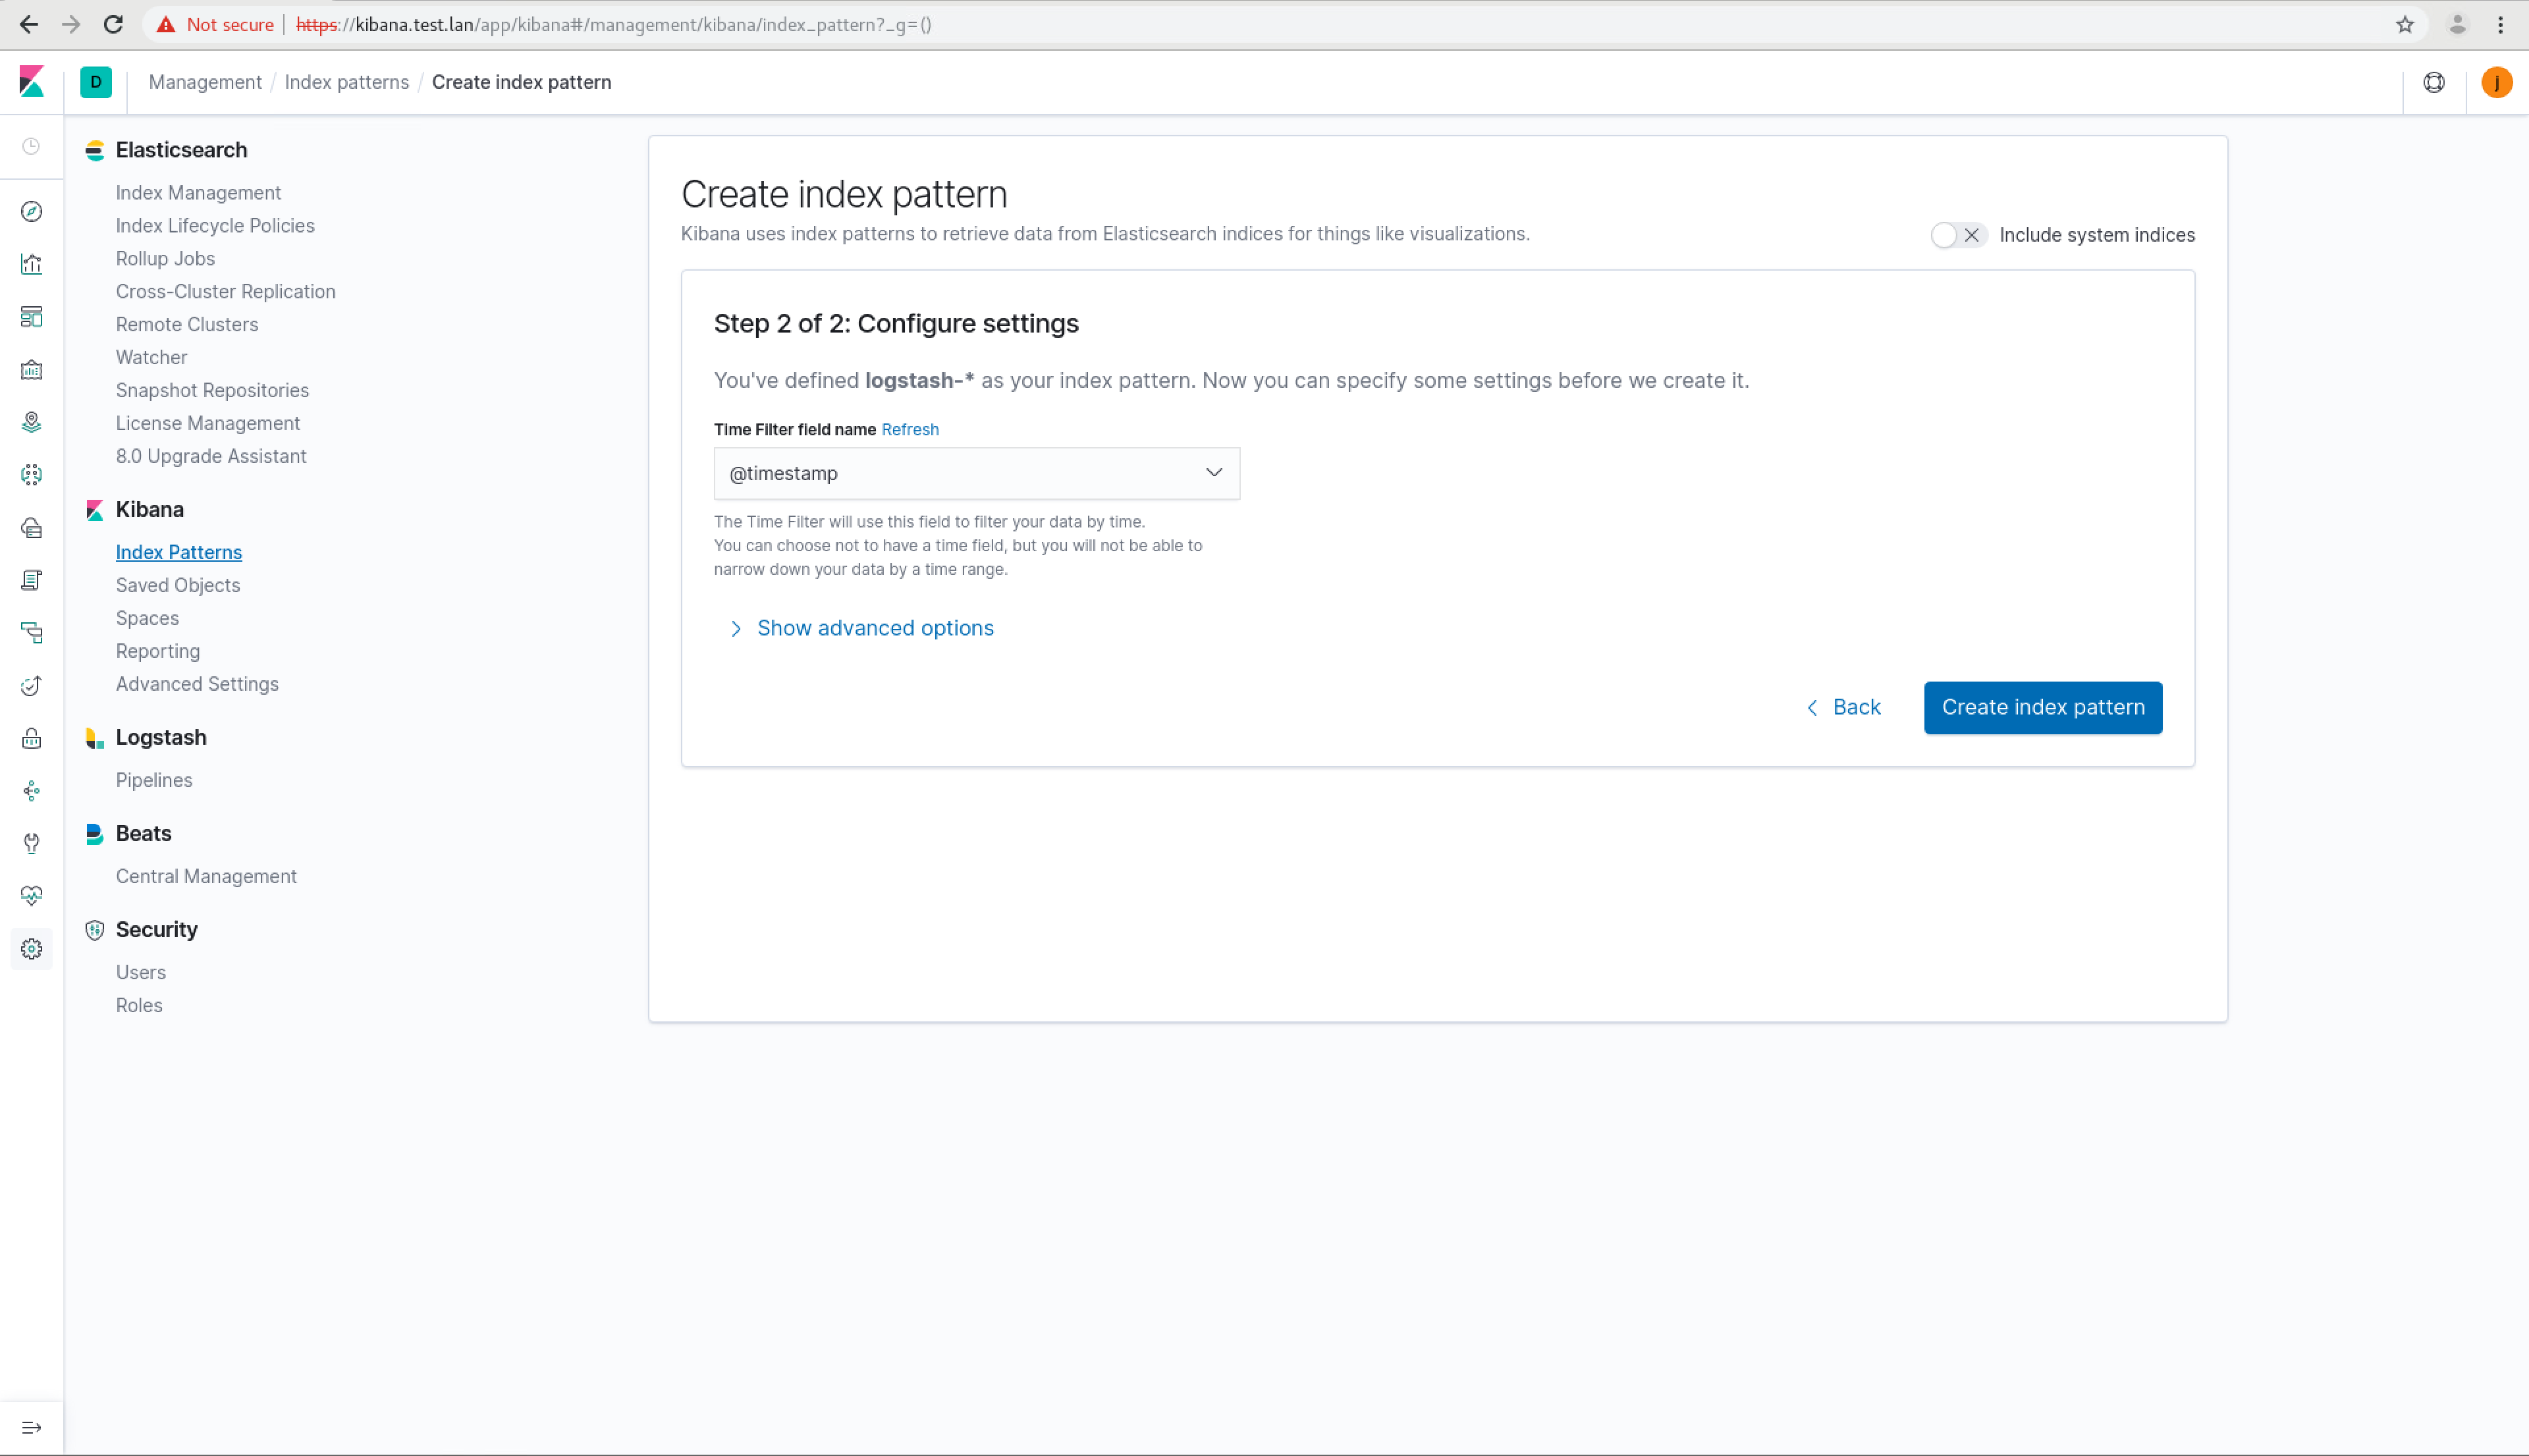 Not secure | https://kibana.test.lan/app/kibana#/management/kibana/index_pattern?_g=()
D Management / Index patterns / Create index pattern j
Elasticsearch
Index Management
Index Lifecycle Policies
Rollup Jobs
Cross-Cluster Replication
Remote Clusters
Watcher
Snapshot Repositories
License Management
8.0 Upgrade Assistant
Kibana
Index Patterns
Saved Objects
Spaces
Reporting
Advanced Settings
Logstash
Pipelines
Beats
Central Management
Security
Users
Roles
Create index pattern
Kibana uses index patterns to retrieve data from Elasticsearch indices for things like visualizations.
Include system indices
Step 2 of 2: Configure settings
You've defined logstash-* as your index pattern. Now you can specify some settings before we create it.
Time Filter field name Refresh
@timestamp
The Time Filter will use this field to filter your data by time.
You can choose not to have a time field, but you will not be able to
narrow down your data by a time range.
Show advanced options
Back
Create index pattern